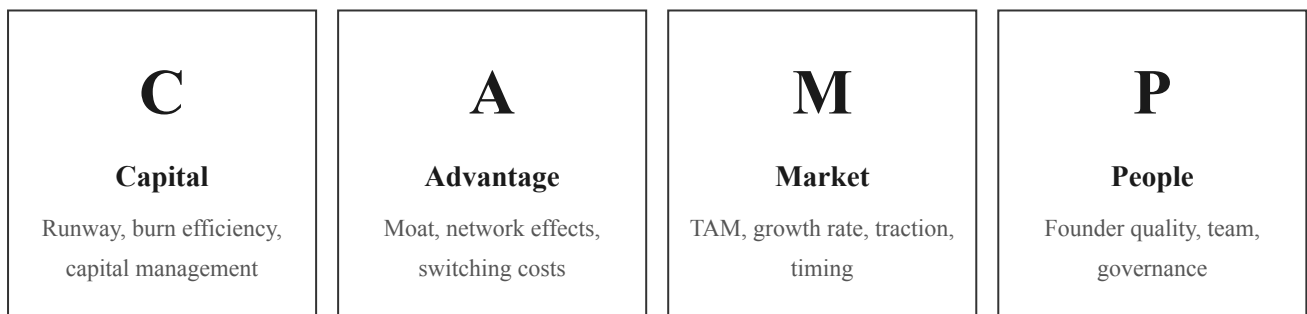 C
Capital
Runway, burn efficiency,
capital management
A
Advantage
Moat, network effects,
switching costs
M
Market
TAM, growth rate, traction,
timing
P
People
Founder quality, team,
governance